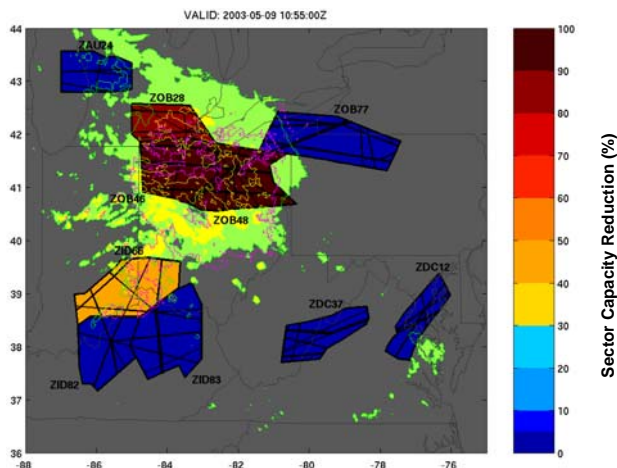 VALID: 2003-05-09 10:55:00Z
44
43
42
41
40
39
38
37
36
-88
-86
-84
-82
-80
-78
-76
ZAU24
ZOB28
ZOB77
ZOB46
ZOB48
ZID66
ZDC12
ZDC37
ZID82
ZID83
100
90
80
70
60
50
40
30
20
10
0
Sector Capacity Reduction (%)